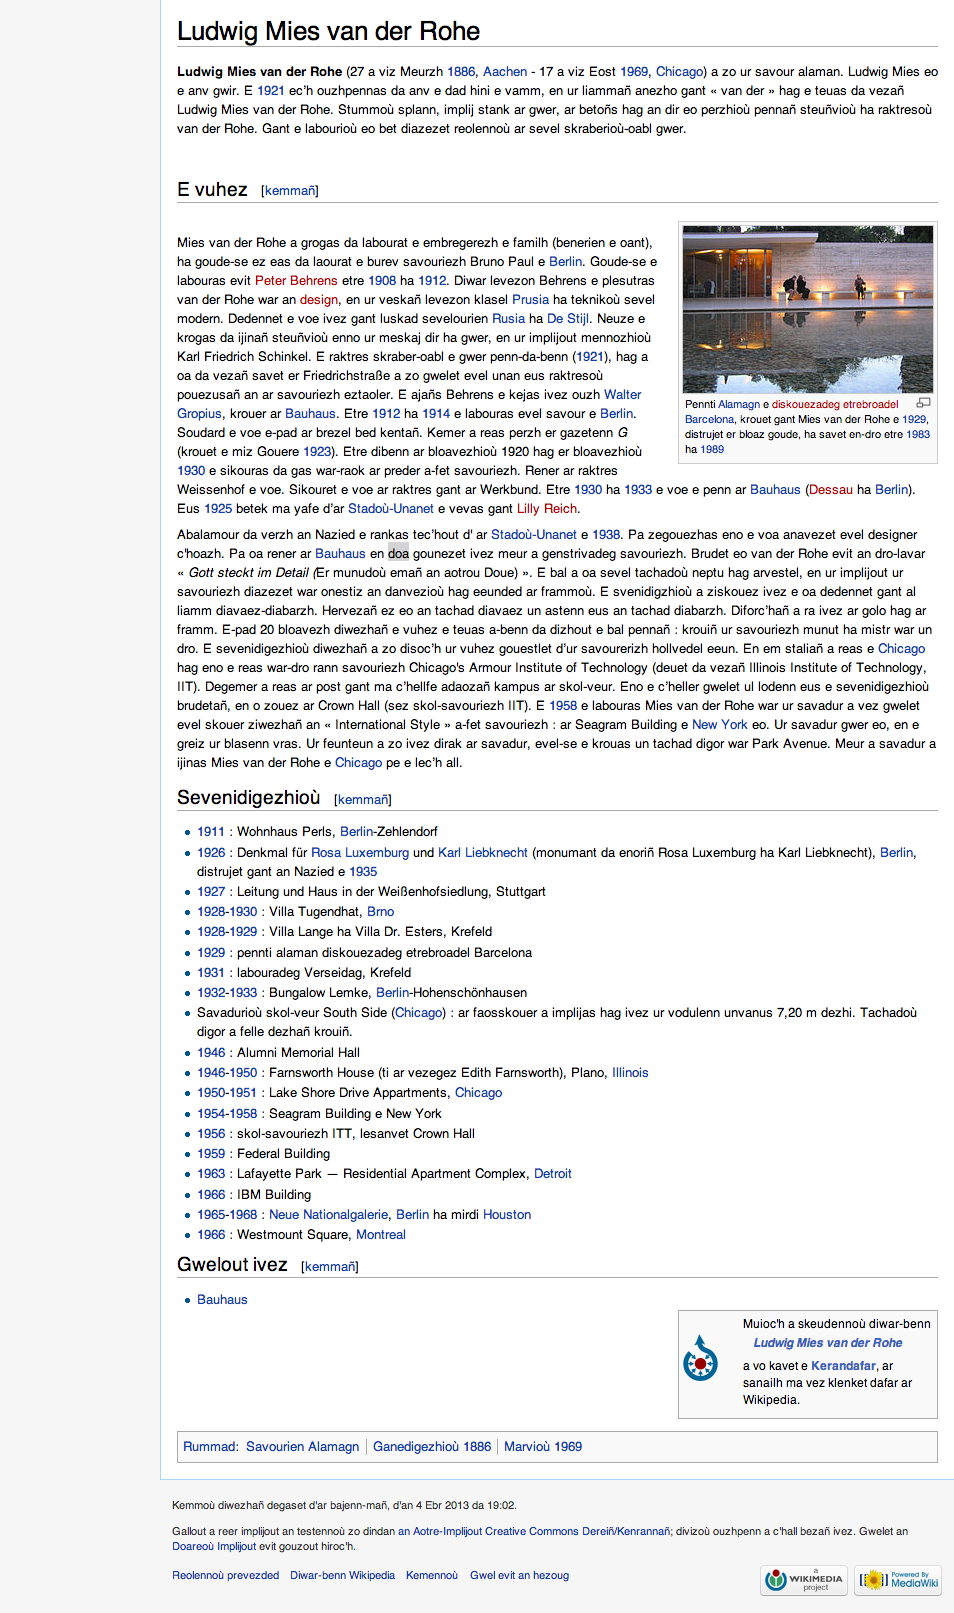 Ludwig Mies van der Rohe
Ludwig Mies van der Rohe (27 a viz Meurzh 1886, Aachen - 17 a viz Eost 1969, Chicago) a zo ur savour alaman. Ludwig Mies eo
e anv gwir. E 1921 ec'h ouzhpennas da anv e dad hini e vamm, en ur liammañ anezho gant « van der » hag e teuas da vezañ
Ludwig Mies van der Rohe. Stummoù splann, implij stank ar gwer, ar betoñs hag an dir eo perzhioù pennañ steuñvioù ha raktresoù
van der Rohe. Gant e labourioù eo bet diazezet reolennoù ar sevel skraberioù-oabl gwer.
E vuhez [kemmañ]
Mies van der Rohe a grogas da labourat e embregerezh e familh (benerien e oant),
ha goude-se ez eas da laourat e burev savouriezh Bruno Paul e Berlin. Goude-se e
labouras evit Peter Behrens etre 1908 ha 1912. Diwar levezon Behrens e plesutras
van der Rohe war an design, en ur veskañ levezon klasel Prusia ha teknikoù sevel
modern. Dedennet e voe ivez gant luskad sevelourien Rusia ha De Stijl. Neuze e
krogas da ijinañ steuñvioù enno ur meskaj dir ha gwer, en ur implijout mennozhioù
Karl Friedrich Schinkel. E raktres skraber-oabl e gwer penn-da-benn (1921), hag a
oa da vezañ savet er Friedrichstraße a zo gwelet evel unan eus raktresoù
pouezusañ an ar savouriezh eztaoler. E ajañs Behrens e kejas ivez ouzh Walter
Gropius, krouer ar Bauhaus. Etre 1912 ha 1914 e labouras evel savour e Berlin.
Soudard e voe e-pad ar brezel bed kentañ. Kemer a reas perzh er gazetenn G
(krouet e miz Gouere 1923). Etre dibenn ar bloavezhioù 1920 hag er bloavezhioù
1930 e sikouras da gas war-raok ar preder a-fet savouriezh. Rener ar raktres
Weissenhof e voe. Sikouret e voe ar raktres gant ar Werkbund. Etre 1930 ha 1933 e voe e penn ar Bauhaus (Dessau ha Berlin).
Eus 1925 betek ma yafe d'ar Stadoù-Unanet e vevas gant Lilly Reich.
Pennti Alamagn e diskouezadeg etrebroadel
Barcelona, krouet gant Mies van der Rohe e 1929,
distrujet er bloaz goude, ha savet en-dro etre 1983
ha 1989
Abalamour da verzh an Nazied e rankas tec'hout d' ar Stadoù-Unanet e 1938. Pa zegouezhas eno e voa anavezet evel designer
c'hoazh. Pa oa rener ar Bauhaus en doa gounezet ivez meur a genstrivadeg savouriezh. Brudet eo van der Rohe evit an dro-lavar
« Gott steckt im Detail (Er munudoù emañ an aotrou Doue) ». E bal a oa sevel tachadoù neptu hag arvestel, en ur implijout ur
savouriezh diazezet war onestiz an danvezioù hag eeunded ar frammoù. E sevenidigzhioù a ziskouez ivez e oa dedennet gant al
liamm diavaez-diabarzh. Hervezañ ez eo an tachad diavaez un astenn eus an tachad diabarzh. Diforc'hañ a ra ivez ar golo hag ar
framm. E-pad 20 bloavezh diwezhañ e vuhez e teuas a-benn da dizhout e bal pennañ : krouiñ ur savouriezh munut ha mistr war un
dro. E sevenidigezhioù diwezhañ a zo disoc'h ur vuhez gouestlet d'ur savourerizh hollvedel eeun. En em staliañ a reas e Chicago
hag eno e reas war-dro rann savouriezh Chicago's Armour Institute of Technology (deuet da vezañ Illinois Institute of Technology,
IIT). Degemer a reas ar post gant ma c'hellfe adaozañ kampus ar skol-veur. Eno e c'heller gwelet ul lodenn eus e sevenidigezhioù
brudetañ, en o zouez ar Crown Hall (sez skol-savouriezh IIT). E 1958 e labouras Mies van der Rohe war ur savadur a vez gwelet
evel skouer ziwezhañ an « International Style » a-fet savouriezh : ar Seagram Building e New York eo. Ur savadur gwer eo, en e
greiz ur blasenn vras. Ur feunteun a zo ivez dirak ar savadur, evel-se e krouas un tachad digor war Park Avenue. Meur a savadur a
ijinas Mies van der Rohe e Chicago pe e lec'h all.
Sevenidigezhioù [kemmañ]
1911 : Wohnhaus Perls, Berlin-Zehlendorf
1926 : Denkmal für Rosa Luxemburg und Karl Liebknecht (monumant da enoriñ Rosa Luxemburg ha Karl Liebknecht), Berlin,
distrujet gant an Nazied e 1935
1927 : Leitung und Haus in der Weißenhofsiedlung, Stuttgart
1928-1930 : Villa Tugendhat, Brno
1928-1929 : Villa Lange ha Villa Dr. Esters, Krefeld
1929 : pennti alaman diskouezadeg etrebroadel Barcelona
1931 : labouradeg Verseidag, Krefeld
1932-1933 : Bungalow Lemke, Berlin-Hohenschönhausen
Savadurioù skol-veur South Side (Chicago) : ar faosskouer a implijas hag ivez ur vodulenn unvanus 7,20 m dezhi. Tachadoù
digor a felle dezhañ krouiñ.
1946 : Alumni Memorial Hall
1946-1950 : Farnsworth House (ti ar vezegez Edith Farnsworth), Plano, Illinois
1950-1951 : Lake Shore Drive Appartments, Chicago
1954-1958 : Seagram Building e New York
1956 : skol-savouriezh ITT, lesanvet Crown Hall
1959 : Federal Building
1963 : Lafayette Park — Residential Apartment Complex, Detroit
1966 : IBM Building
1965-1968 : Neue Nationalgalerie, Berlin ha mirdi Houston
1966 : Westmount Square, Montreal
Gwelout ivez [kemmañ]
Bauhaus
Muioc'h a skeudennoù diwar-benn
Ludwig Mies van der Rohe
a vo kavet e Kerandafar, ar
sanailh ma vez klenket dafar ar
Wikipedia.
Rummad: Savourien Alamagn | Ganedigezhioù 1886 | Marvioù 1969
Kemmoù diwezhañ degaset d'ar bajenn-mañ, d'an 4 Ebr 2013 da 19:02.
Gallout a reer implijout an testennoù zo dindan an Aotre-Implijout Creative Commons Dereiñ/Kenrannañ; divizoù ouzhpenn a c'hall bezañ ivez. Gwelet an
Doareoù Implijout evit gouzout hiroc'h.
Reolennoù prevezded Diwar-benn Wikipedia Kemennoù Gwel evit an hezoug
a WIKIMEDIA project
Powered By MediaWiki